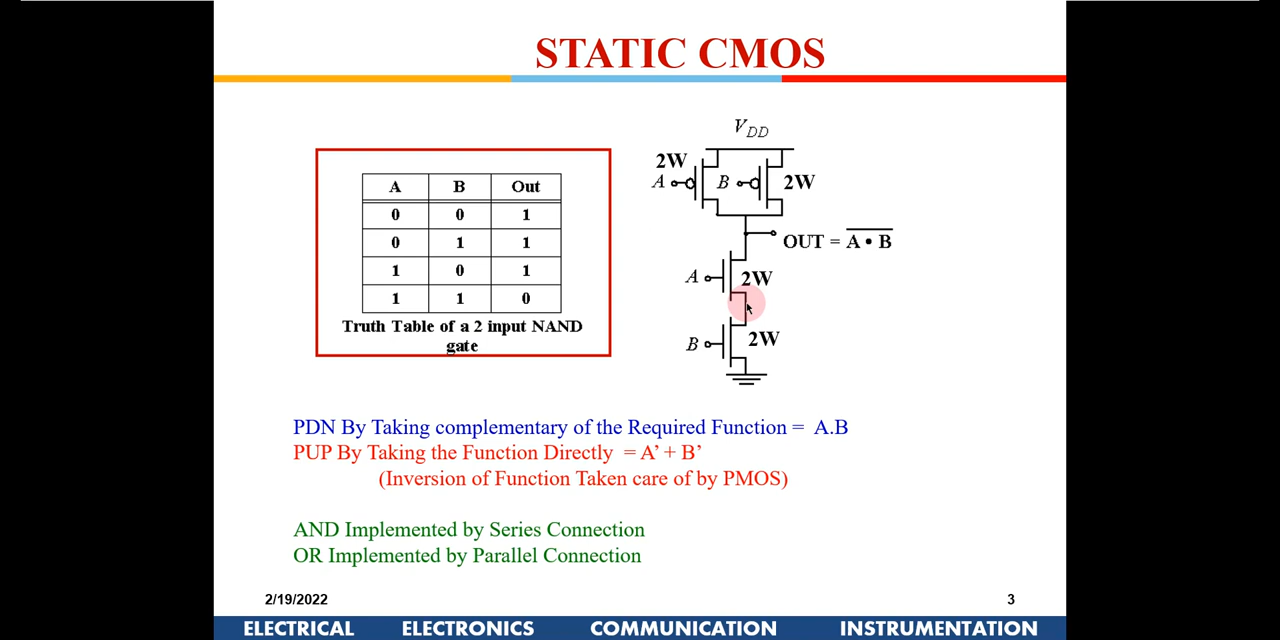 STATIC CMOS
A B Out
0 0 1
0 1 1
1 0 1
1 1 0
Truth Table of a 2 input NAND
gate
V_DD
2W
A B 2W
OUT = \overline{A • B}
A 2W
B 2W
PDN By Taking complementary of the Required Function = A.B
PUP By Taking the Function Directly = A’ + B’
(Inversion of Function Taken care of by PMOS)
AND Implemented by Series Connection
OR Implemented by Parallel Connection
2/19/2022 3
ELECTRICAL ELECTRONICS COMMUNICATION INSTRUMENTATION